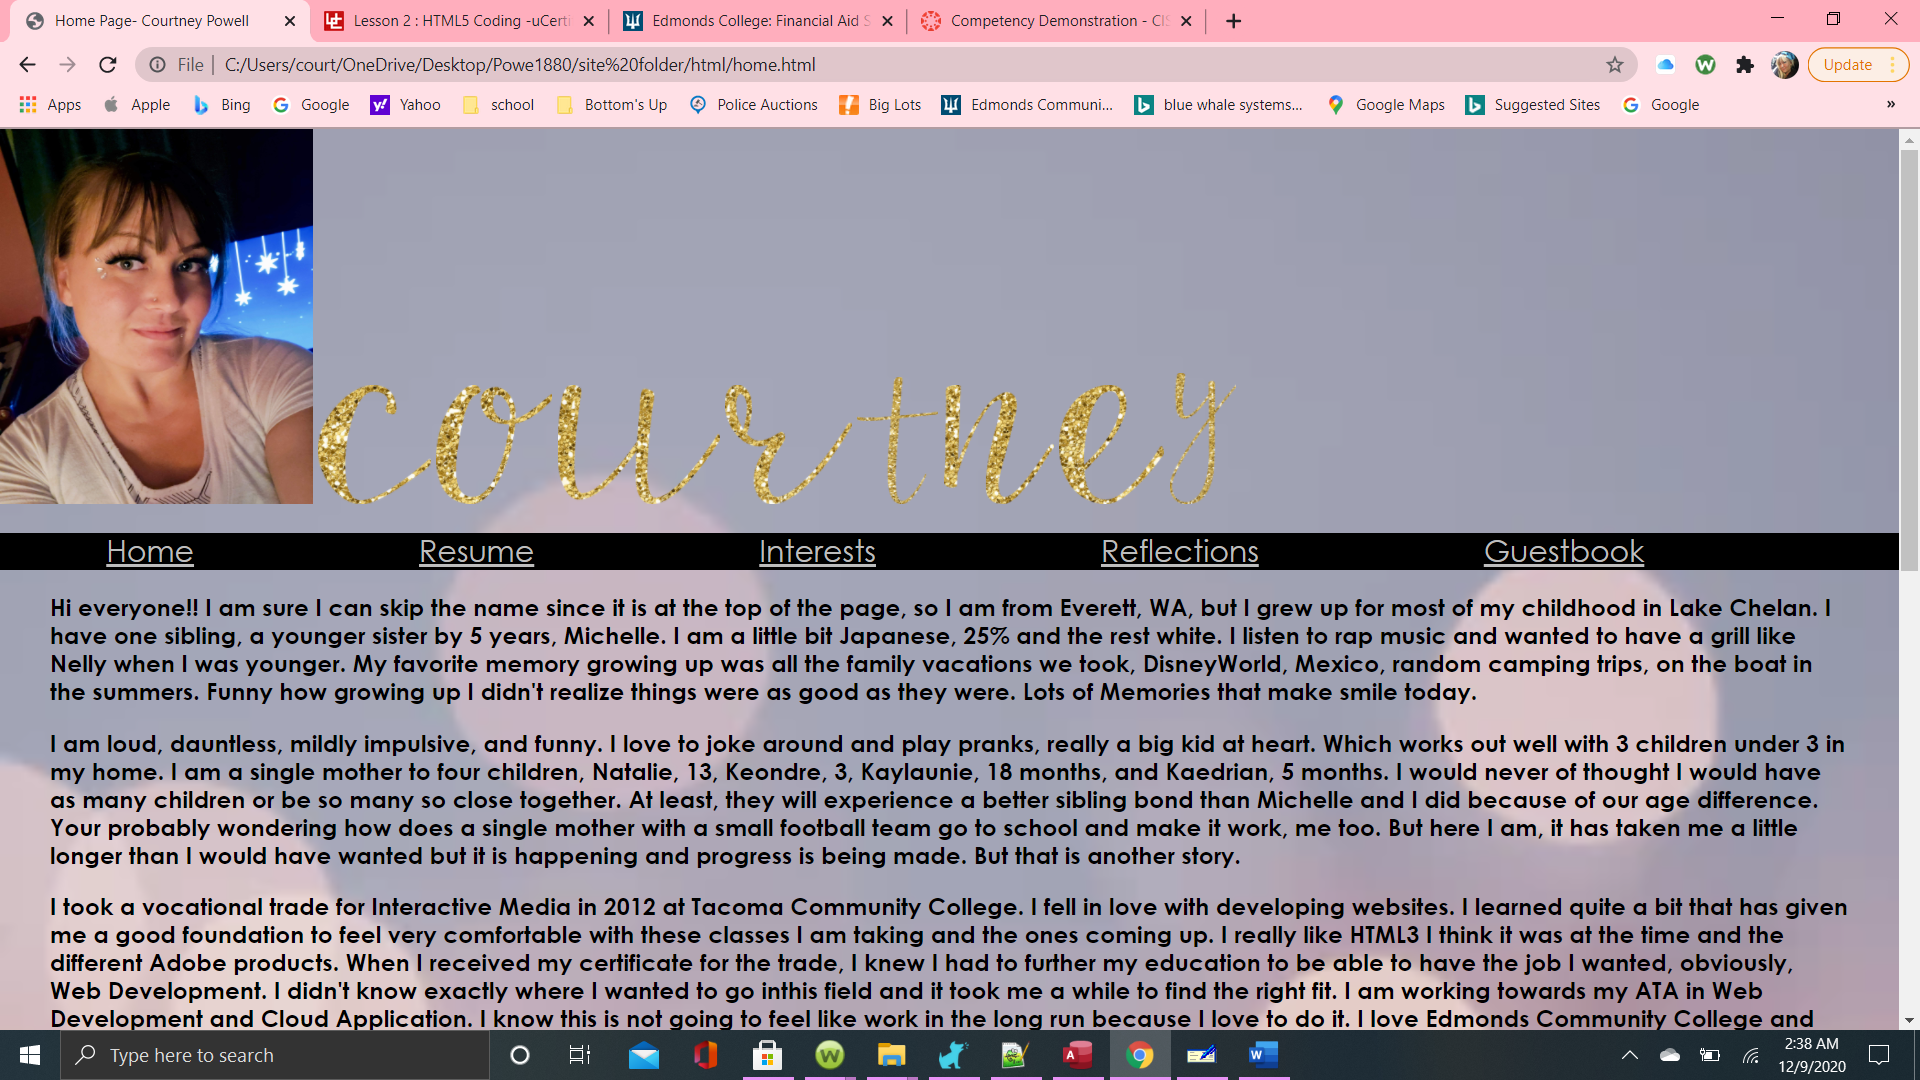 Home Page- Courtney Powell
Lesson 2 : HTML5 Coding -uCerti
Edmonds College: Financial Aid S
Competency Demonstration - CIS
File
C:/Users/court/OneDrive/Desktop/Powe1880/site%20folder/html/home.html
Update
Apps
Apple
Bing
Google
Yahoo
school
Bottom's Up
Police Auctions
Big Lots
Edmonds Communi...
blue whale systems...
Google Maps
Suggested Sites
Google
»
courtney
Home Resume Interests Reflections Guestbook
Hi everyone!! I am sure I can skip the name since it is at the top of the page, so I am from Everett, WA, but I grew up for most of my childhood in Lake Chelan. I
have one sibling, a younger sister by 5 years, Michelle. I am a little bit Japanese, 25% and the rest white. I listen to rap music and wanted to have a grill like
Nelly when I was younger. My favorite memory growing up was all the family vacations we took, DisneyWorld, Mexico, random camping trips, on the boat in
the summers. Funny how growing up I didn't realize things were as good as they were. Lots of Memories that make smile today.
I am loud, dauntless, mildly impulsive, and funny. I love to joke around and play pranks, really a big kid at heart. Which works out well with 3 children under 3 in
my home. I am a single mother to four children, Natalie, 13, Keondre, 3, Kaylaunie, 18 months, and Kaedrian, 5 months. I would never of thought I would have
as many children or be so many so close together. At least, they will experience a better sibling bond than Michelle and I did because of our age difference.
Your probably wondering how does a single mother with a small football team go to school and make it work, me too. But here I am, it has taken me a little
longer than I would have wanted but it is happening and progress is being made. But that is another story.
I took a vocational trade for Interactive Media in 2012 at Tacoma Community College. I fell in love with developing websites. I learned quite a bit that has given
me a good foundation to feel very comfortable with these classes I am taking and the ones coming up. I really like HTML3 I think it was at the time and the
different Adobe products. When I received my certificate for the trade, I knew I had to further my education to be able to have the job I wanted, obviously,
Web Development. I didn't know exactly where I wanted to go inthis field and it took me a while to find the right fit. I am working towards my ATA in Web
Development and Cloud Application. I know this is not going to feel like work in the long run because I love to do it. I love Edmonds Community College and
Type here to search
2:38 AM
12/9/2020